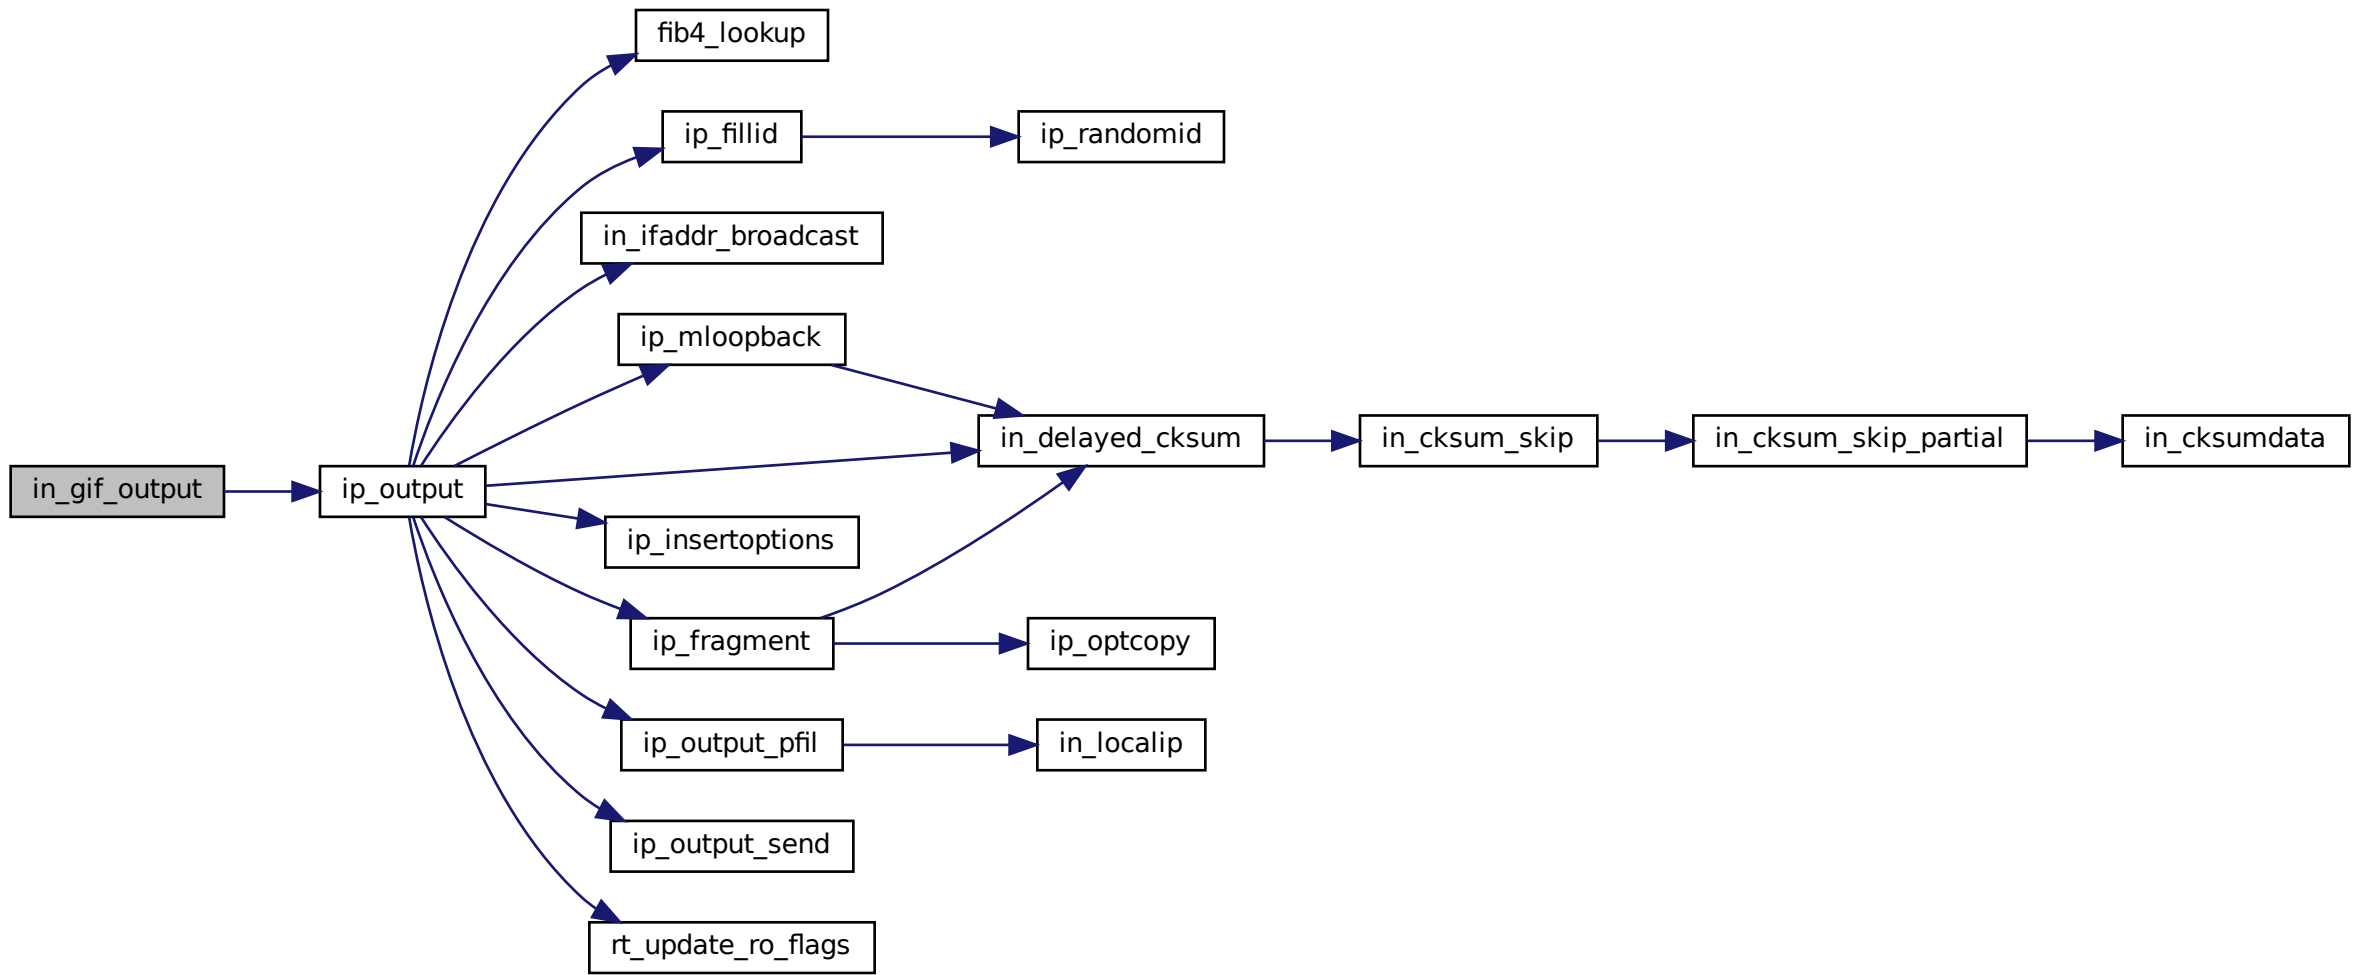 fib4_lookup
ip_fillid
ip_randomid
in_ifaddr_broadcast
ip_mloopback
in_delayed_cksum
in_cksum_skip
in_cksum_skip_partial
in_cksumdata
in_gif_output
ip_output
ip_insertoptions
ip_fragment
ip_optcopy
ip_output_pfil
in_localip
ip_output_send
rt_update_ro_flags